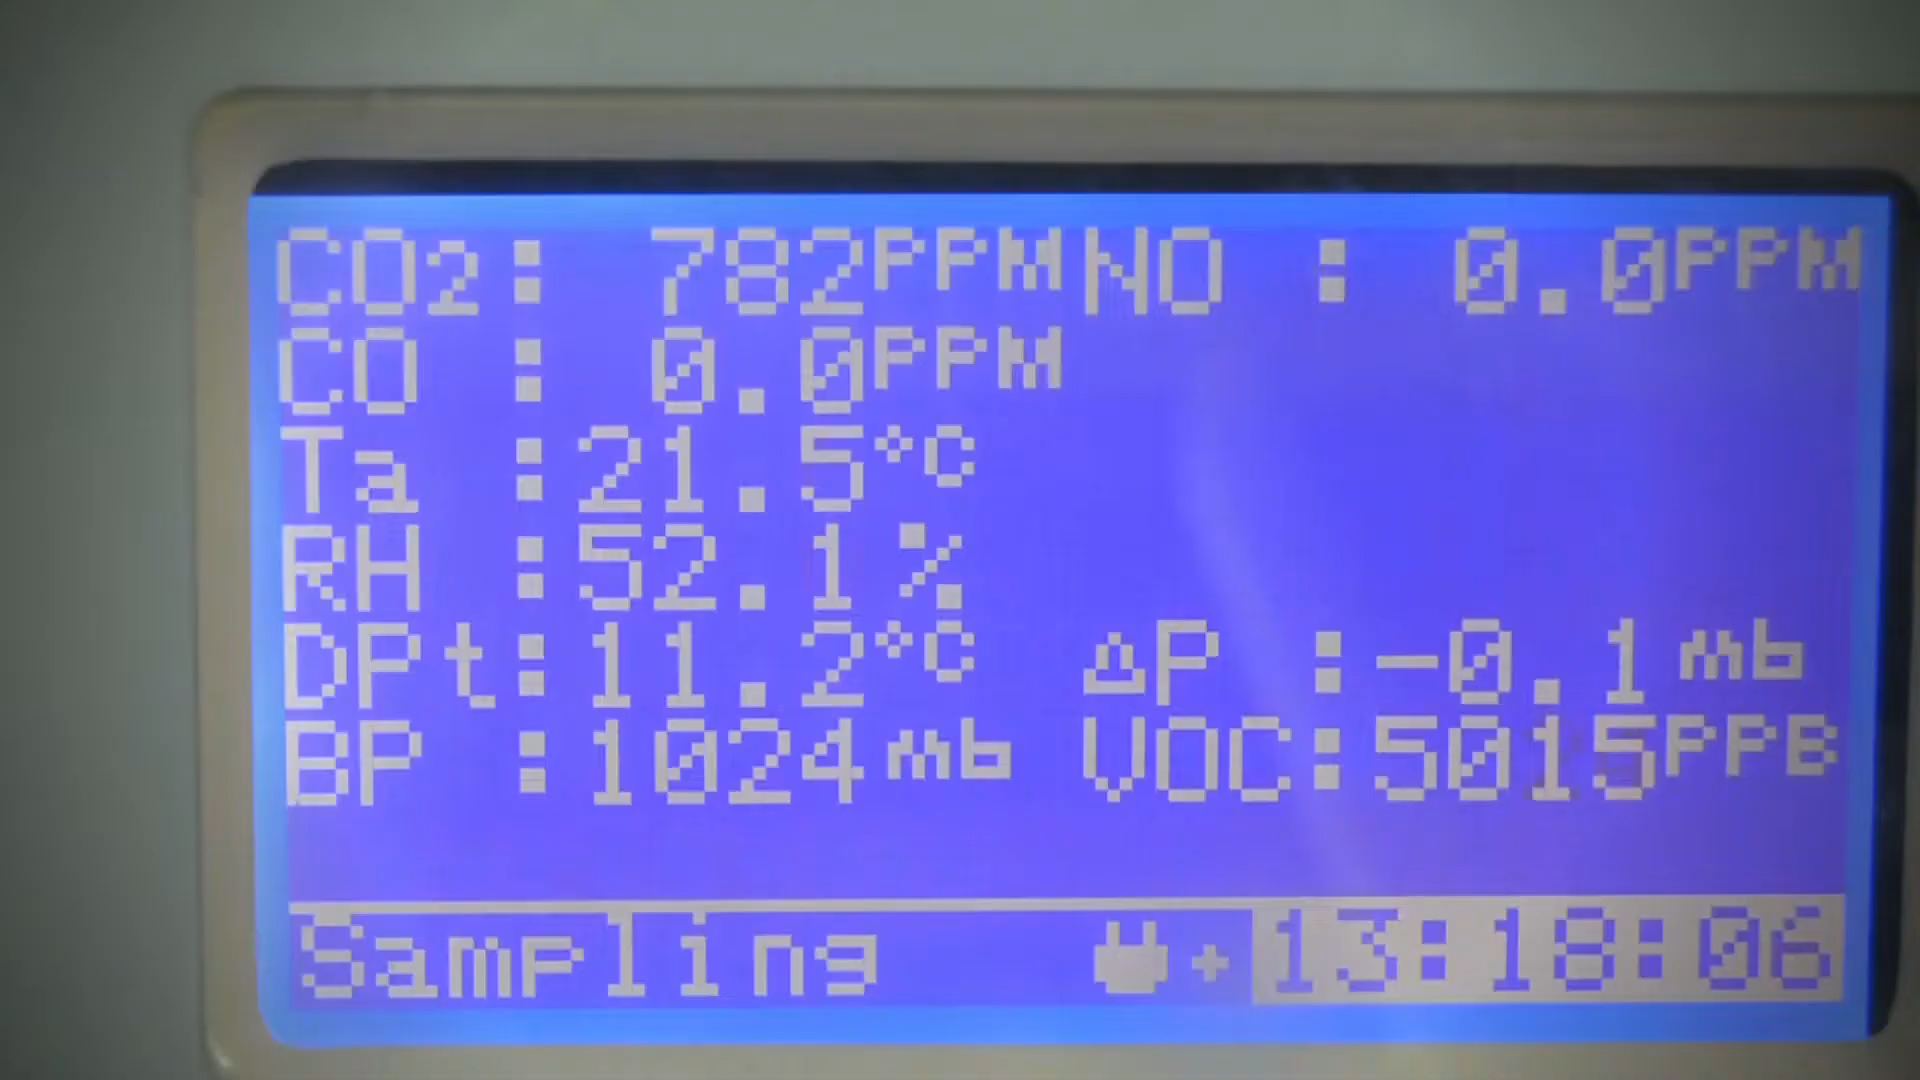 CO2: 782PPM NO : 0.0PPM
CO : 0.0PPM
Ta :21.5°C
RH :52.1%
DPt:11.2°C ΔP :-0.1mb
BP :1024mb VOC:5015PPB
Sampling + 13:18:06